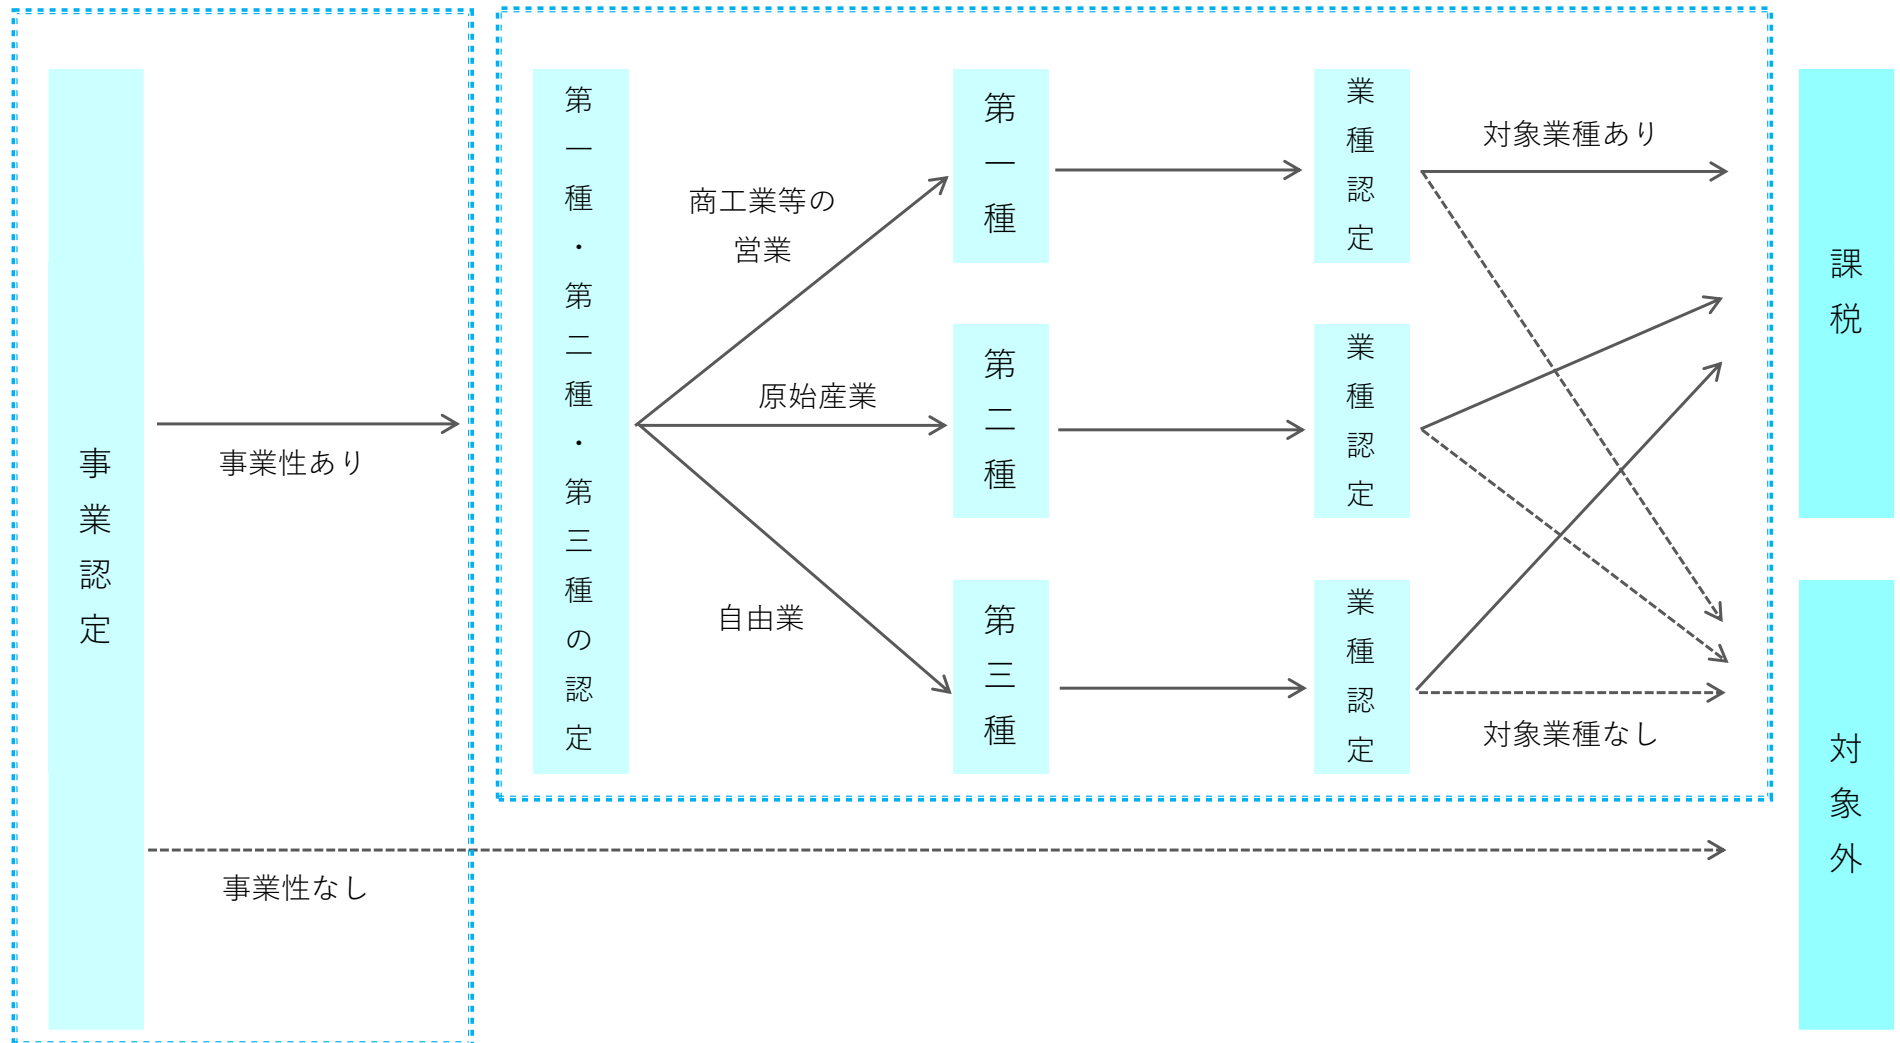 事業認定
事業性あり
事業性なし
第一種・第二種・第三種の認定
商工業等の
営業
原始産業
自由業
第一種
第二種
第三種
業種認定
業種認定
業種認定
対象業種あり
対象業種なし
課税
対象外